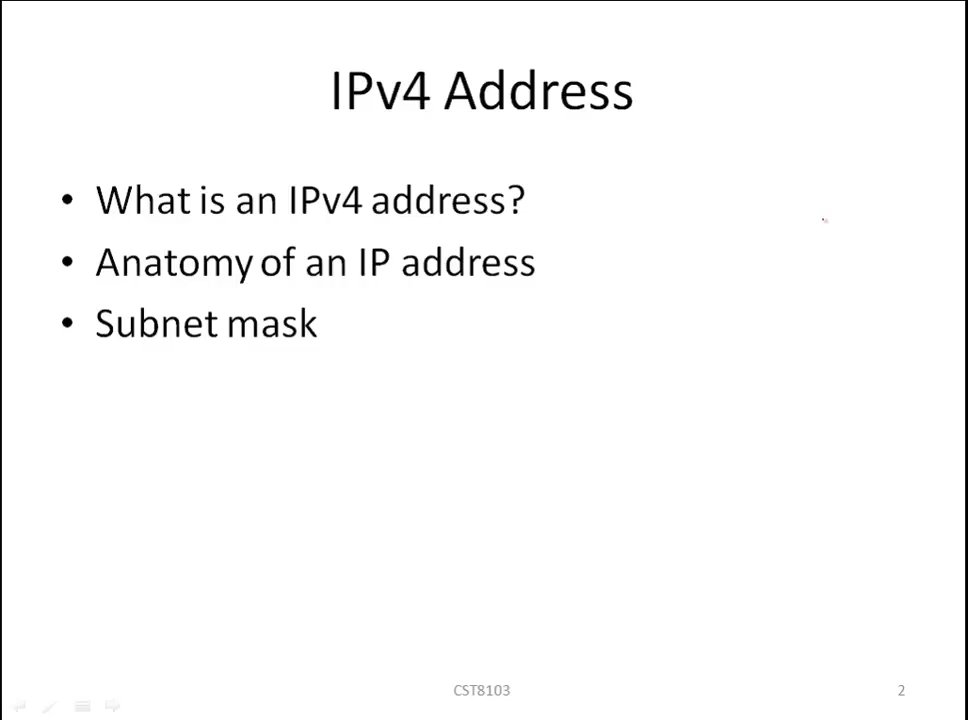 IPv4 Address
• What is an IPv4 address?
• Anatomy of an IP address
• Subnet mask
CST8103
2